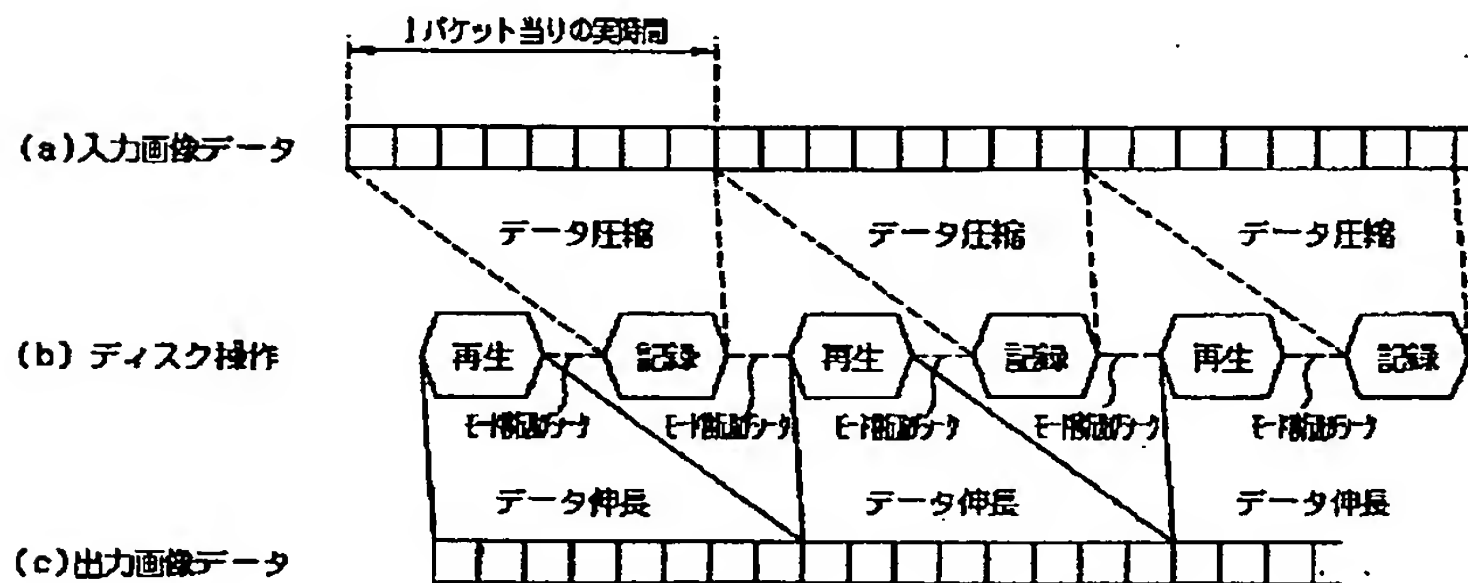 1パケット当りの実時間
(a)入力画像データ
データ圧縮 データ圧縮 データ圧縮
(b) ディスク操作
再生 記録 再生 記録 再生 記録
データ伸長 データ伸長 データ伸長
(c)出力画像データ